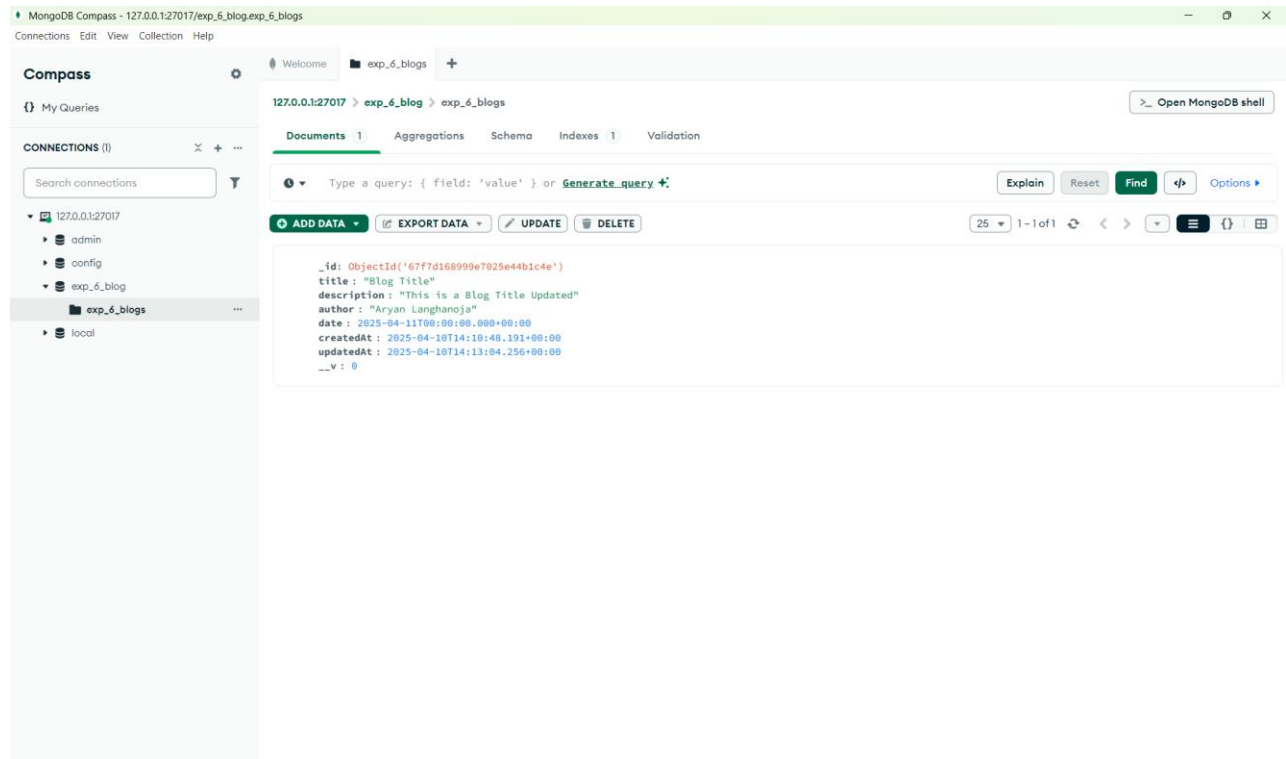 MongoDB Compass - 127.0.0.1:27017/exp_6_blog.exp_6_blogs
Connections Edit View Collection Help
Compass
{} My Queries
CONNECTIONS (1)
Search connections
127.0.0.1:27017
admin
config
exp_6_blog
exp_6_blogs
local
Welcome exp_6_blogs +
127.0.0.1:27017 > exp_6_blog > exp_6_blogs
>_ Open MongoDB shell
Documents 1 Aggregations Schema Indexes 1 Validation
Type a query: { field: 'value' } or Generate query
Explain Reset Find </> Options
ADD DATA EXPORT DATA UPDATE DELETE
25 1 – 1 of 1 {}
_id: ObjectId('67f7d168999e7025e44b1c4e')
title : "Blog Title"
description : "This is a Blog Title Updated"
author : "Aryan Langhanoja"
date : 2025-04-11T00:00:00.000+00:00
createdAt : 2025-04-10T14:10:48.191+00:00
updatedAt : 2025-04-10T14:13:04.256+00:00
__v : 0